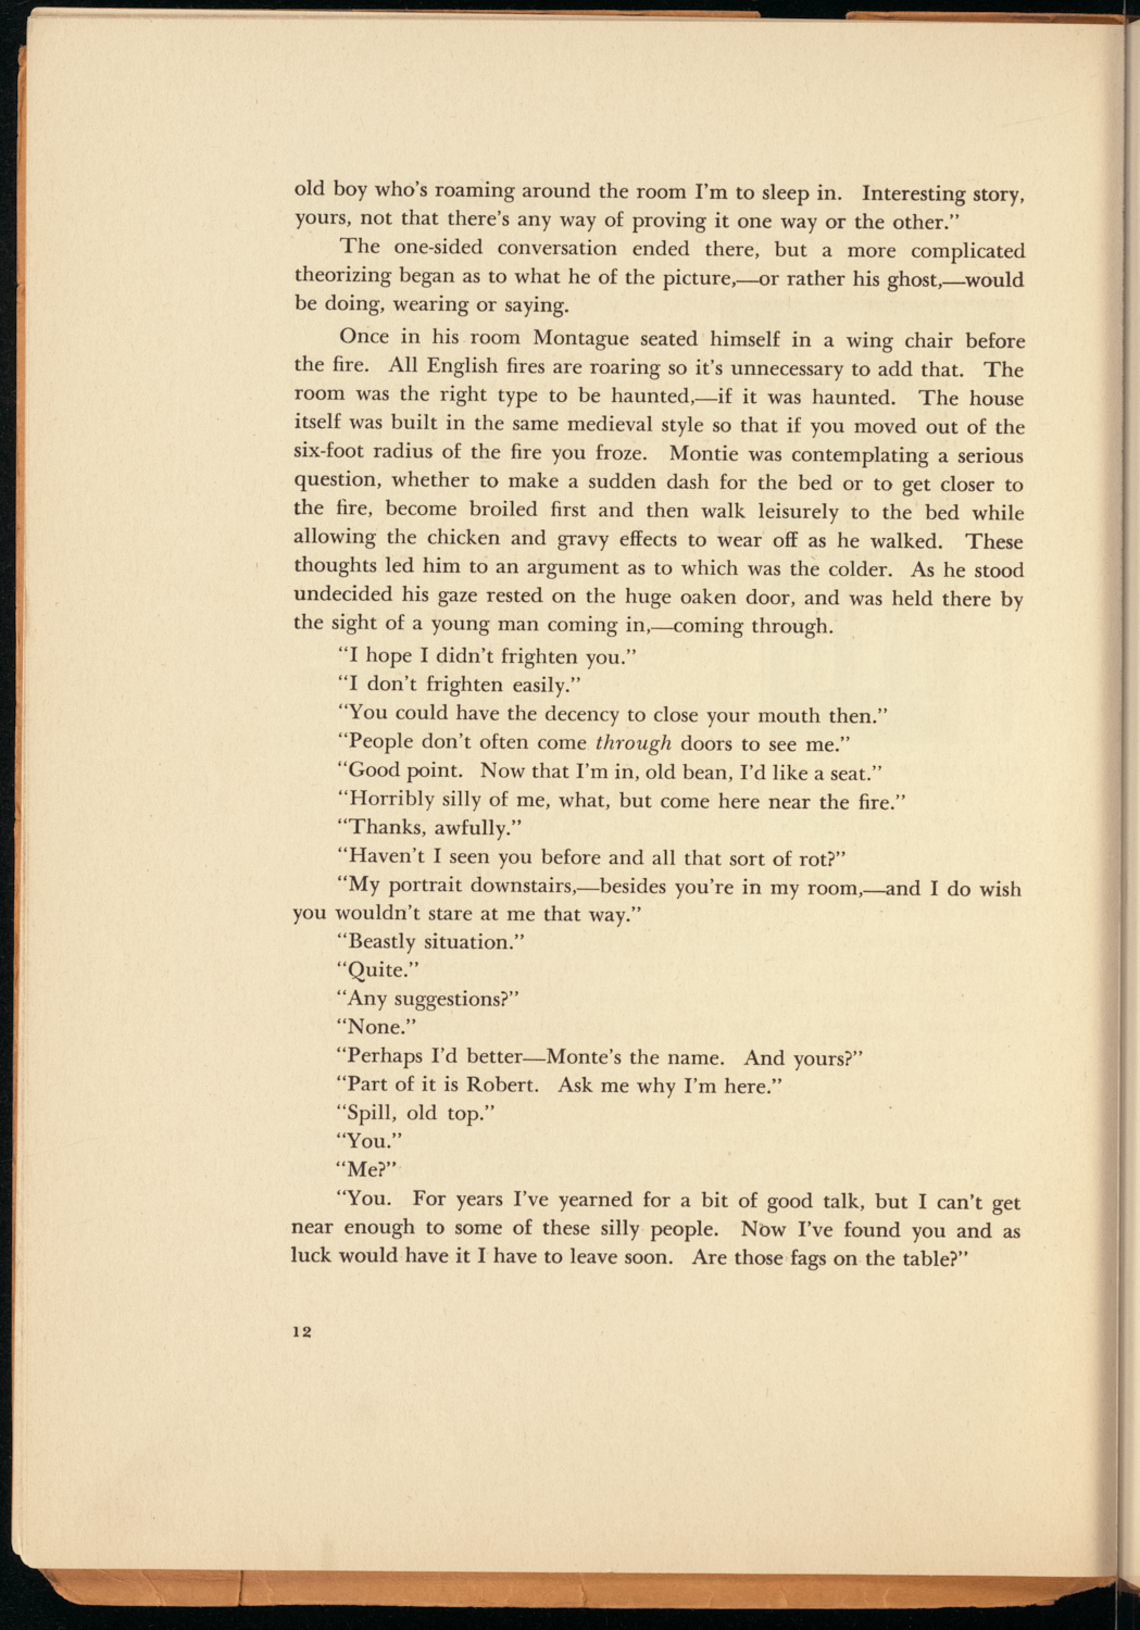 old boy who's roaming around the room I'm to sleep in. Interesting story,
yours, not that there's any way of proving it one way or the other."
The one-sided conversation ended there, but a more complicated
theorizing began as to what he of the picture,—or rather his ghost,—would
be doing, wearing or saying.
Once in his room Montague seated himself in a wing chair before
the fire. All English fires are roaring so it's unnecessary to add that. The
room was the right type to be haunted,—if it was haunted. The house
itself was built in the same medieval style so that if you moved out of the
six-foot radius of the fire you froze. Montie was contemplating a serious
question, whether to make a sudden dash for the bed or to get closer to
the fire, become broiled first and then walk leisurely to the bed while
allowing the chicken and gravy effects to wear off as he walked. These
thoughts led him to an argument as to which was the colder. As he stood
undecided his gaze rested on the huge oaken door, and was held there by
the sight of a young man coming in,—coming through.
"I hope I didn't frighten you."
"I don't frighten easily."
"You could have the decency to close your mouth then."
"People don't often come through doors to see me."
"Good point. Now that I'm in, old bean, I'd like a seat."
"Horribly silly of me, what, but come here near the fire."
"Thanks, awfully."
"Haven't I seen you before and all that sort of rot?"
"My portrait downstairs,—besides you're in my room,—and I do wish
you wouldn't stare at me that way."
"Beastly situation."
"Quite."
"Any suggestions?"
"None."
"Perhaps I'd better—Monte's the name. And yours?"
"Part of it is Robert. Ask me why I'm here."
"Spill, old top."
"You."
"Me?"
"You. For years I've yearned for a bit of good talk, but I can't get
near enough to some of these silly people. Now I've found you and as
luck would have it I have to leave soon. Are those fags on the table?"
12